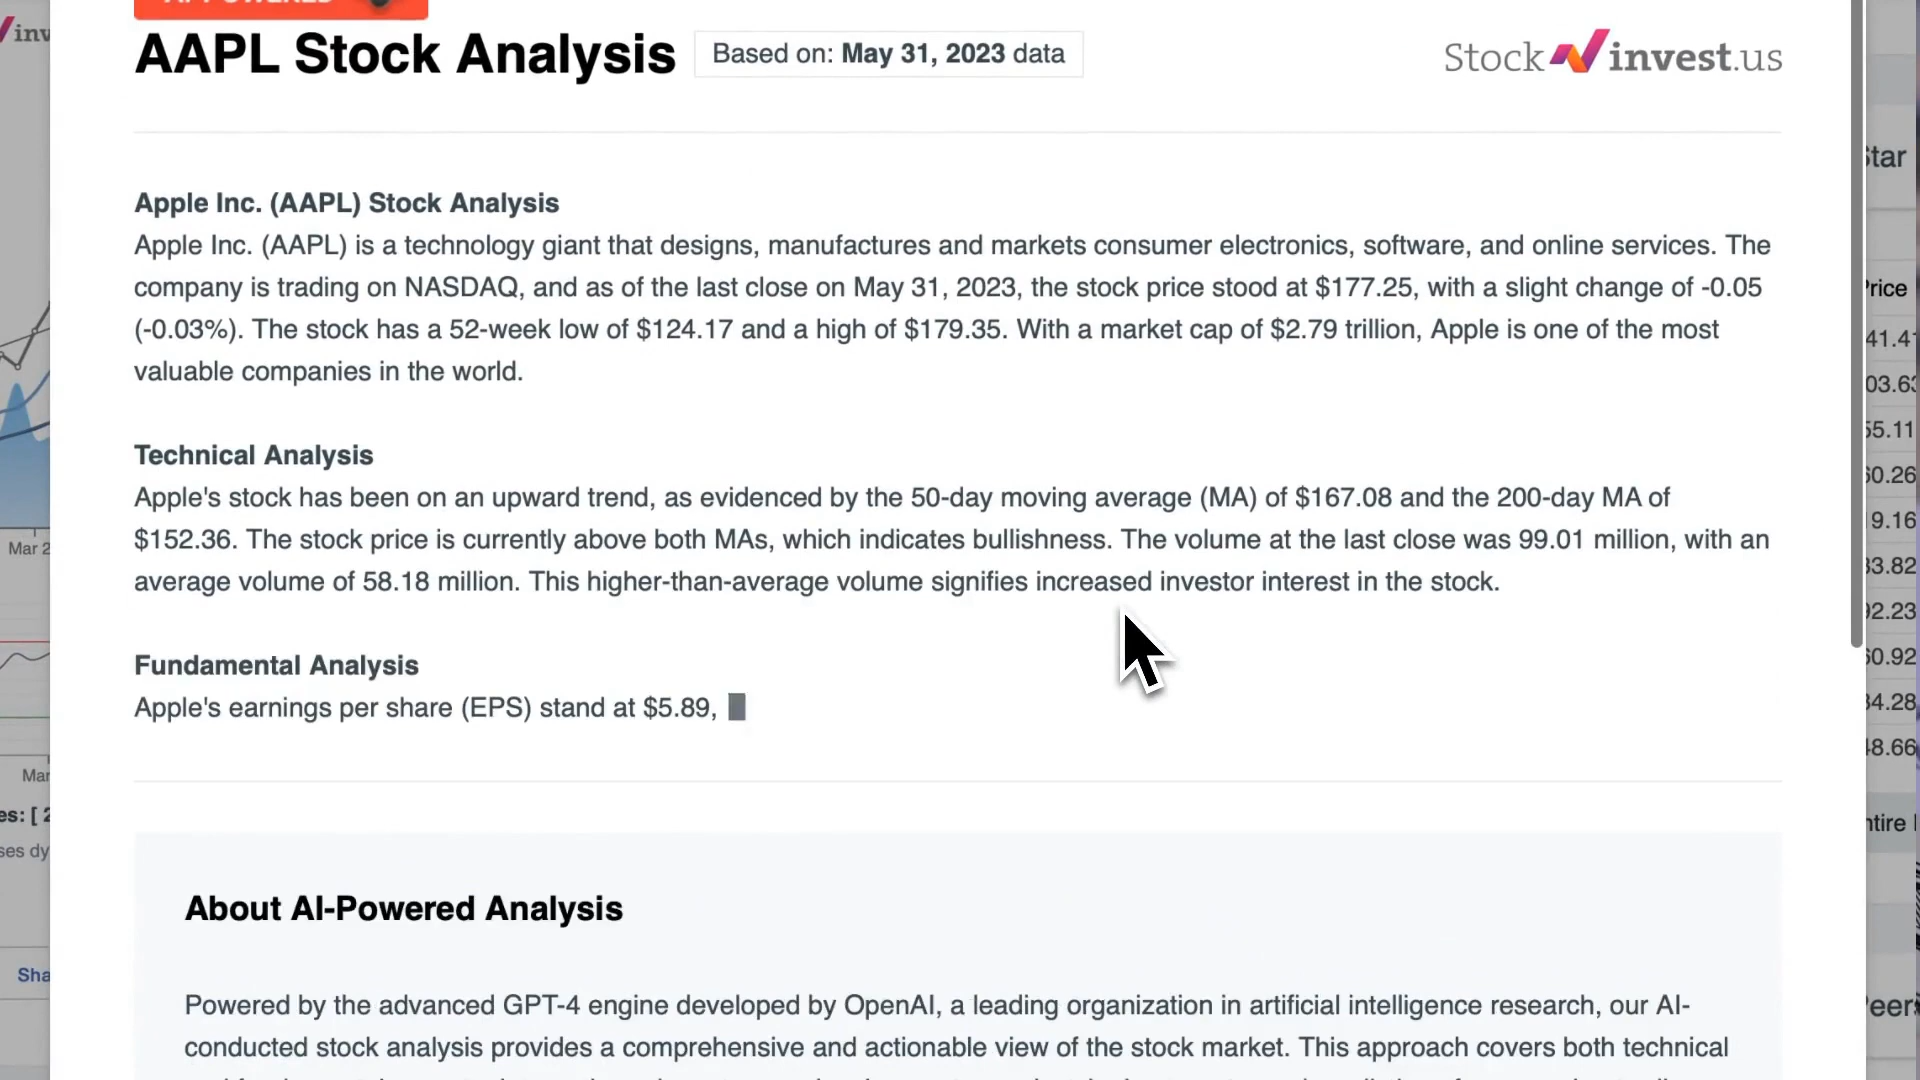 AAPL Stock Analysis
Based on: May 31, 2023 data
Stock invest.us
Apple Inc. (AAPL) Stock Analysis
Apple Inc. (AAPL) is a technology giant that designs, manufactures and markets consumer electronics, software, and online services. The
company is trading on NASDAQ, and as of the last close on May 31, 2023, the stock price stood at $177.25, with a slight change of -0.05
(-0.03%). The stock has a 52-week low of $124.17 and a high of $179.35. With a market cap of $2.79 trillion, Apple is one of the most
valuable companies in the world.
Technical Analysis
Apple's stock has been on an upward trend, as evidenced by the 50-day moving average (MA) of $167.08 and the 200-day MA of
$152.36. The stock price is currently above both MAs, which indicates bullishness. The volume at the last close was 99.01 million, with an
average volume of 58.18 million. This higher-than-average volume signifies increased investor interest in the stock.
Fundamental Analysis
Apple's earnings per share (EPS) stand at $5.89,
About AI-Powered Analysis
Powered by the advanced GPT-4 engine developed by OpenAI, a leading organization in artificial intelligence research, our AI-
conducted stock analysis provides a comprehensive and actionable view of the stock market. This approach covers both technical